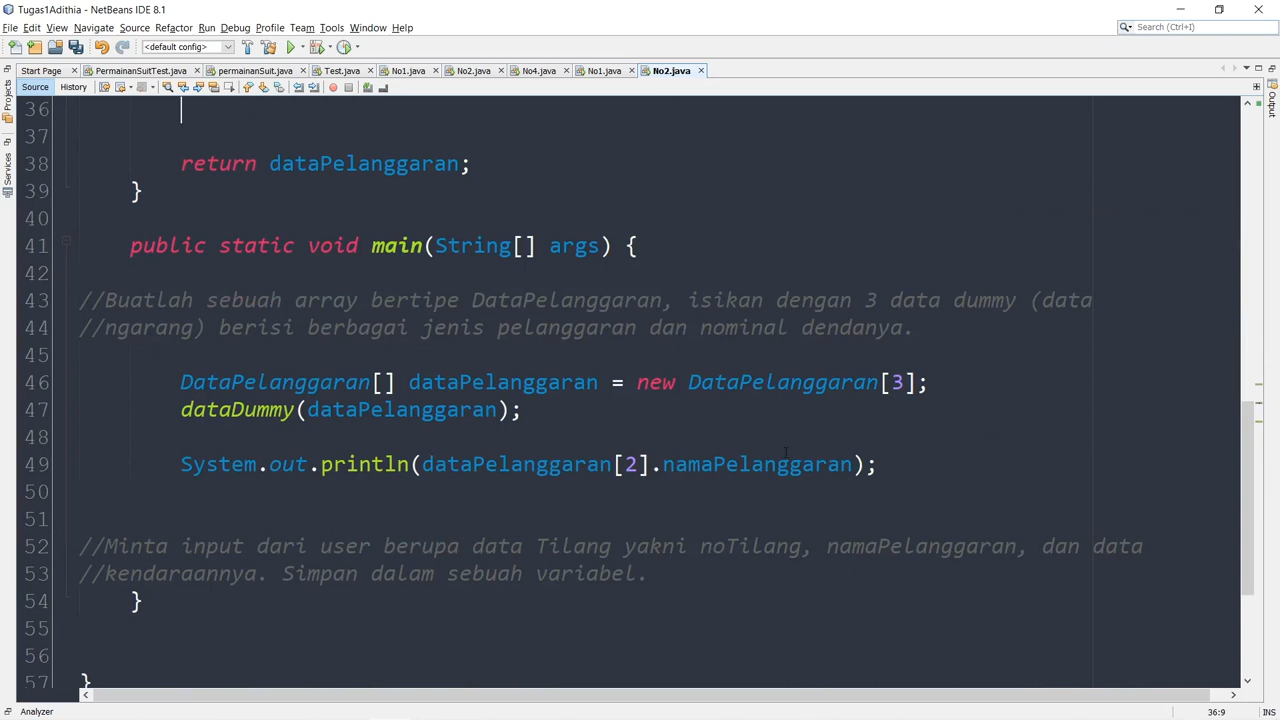 Tugas1Adithia - NetBeans IDE 8.1
File Edit View Navigate Source Refactor Run Debug Profile Team Tools Window Help
Search (Ctrl+I)
<default config>
Start Page PermainanSuitTest.java permainanSuit.java Test.java No1.java No2.java No4.java No1.java No2.java
Source History
Projects
Services
Output
36
37
38 return dataPelanggaran;
39 }
40
41 public static void main(String[] args) {
42
43 //Buatlah sebuah array bertipe DataPelanggaran, isikan dengan 3 data dummy (data
44 //ngarang) berisi berbagai jenis pelanggaran dan nominal dendanya.
45
46 DataPelanggaran[] dataPelanggaran = new DataPelanggaran[3];
47 dataDummy(dataPelanggaran);
48
49 System.out.println(dataPelanggaran[2].namaPelanggaran);
50
51
52 //Minta input dari user berupa data Tilang yakni noTilang, namaPelanggaran, dan data
53 //kendaraannya. Simpan dalam sebuah variabel.
54 }
55
56
57 }
Analyzer 36:9 INS